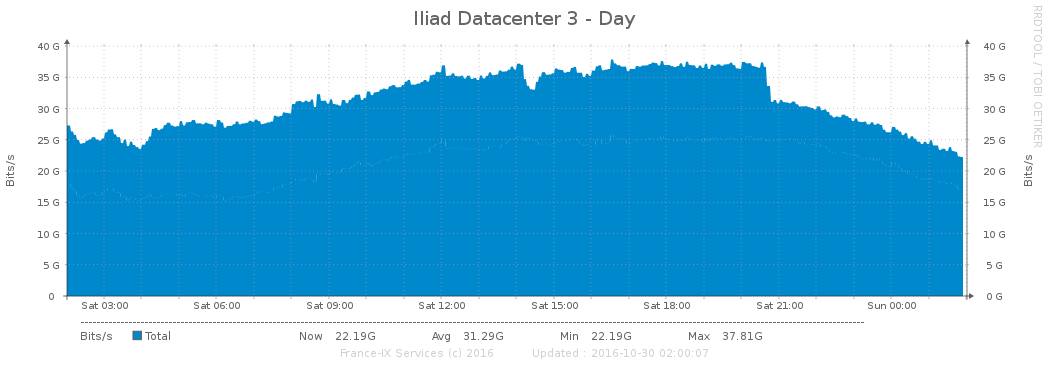 Iliad Datacenter 3 - Day
RRDTOOL / TOBI OETIKER
40 G 40 G
35 G 35 G
30 G 30 G
25 G 25 G
20 G 20 G
15 G 15 G
10 G 10 G
5 G 5 G
0 0 G
Bits/s Bits/s
Sat 03:00 Sat 06:00 Sat 09:00 Sat 12:00 Sat 15:00 Sat 18:00 Sat 21:00 Sun 00:00
Bits/s Total Now 22.19G Avg 31.29G Min 22.19G Max 37.81G
France-IX Services (c) 2016 Updated : 2016-10-30 02:00:07